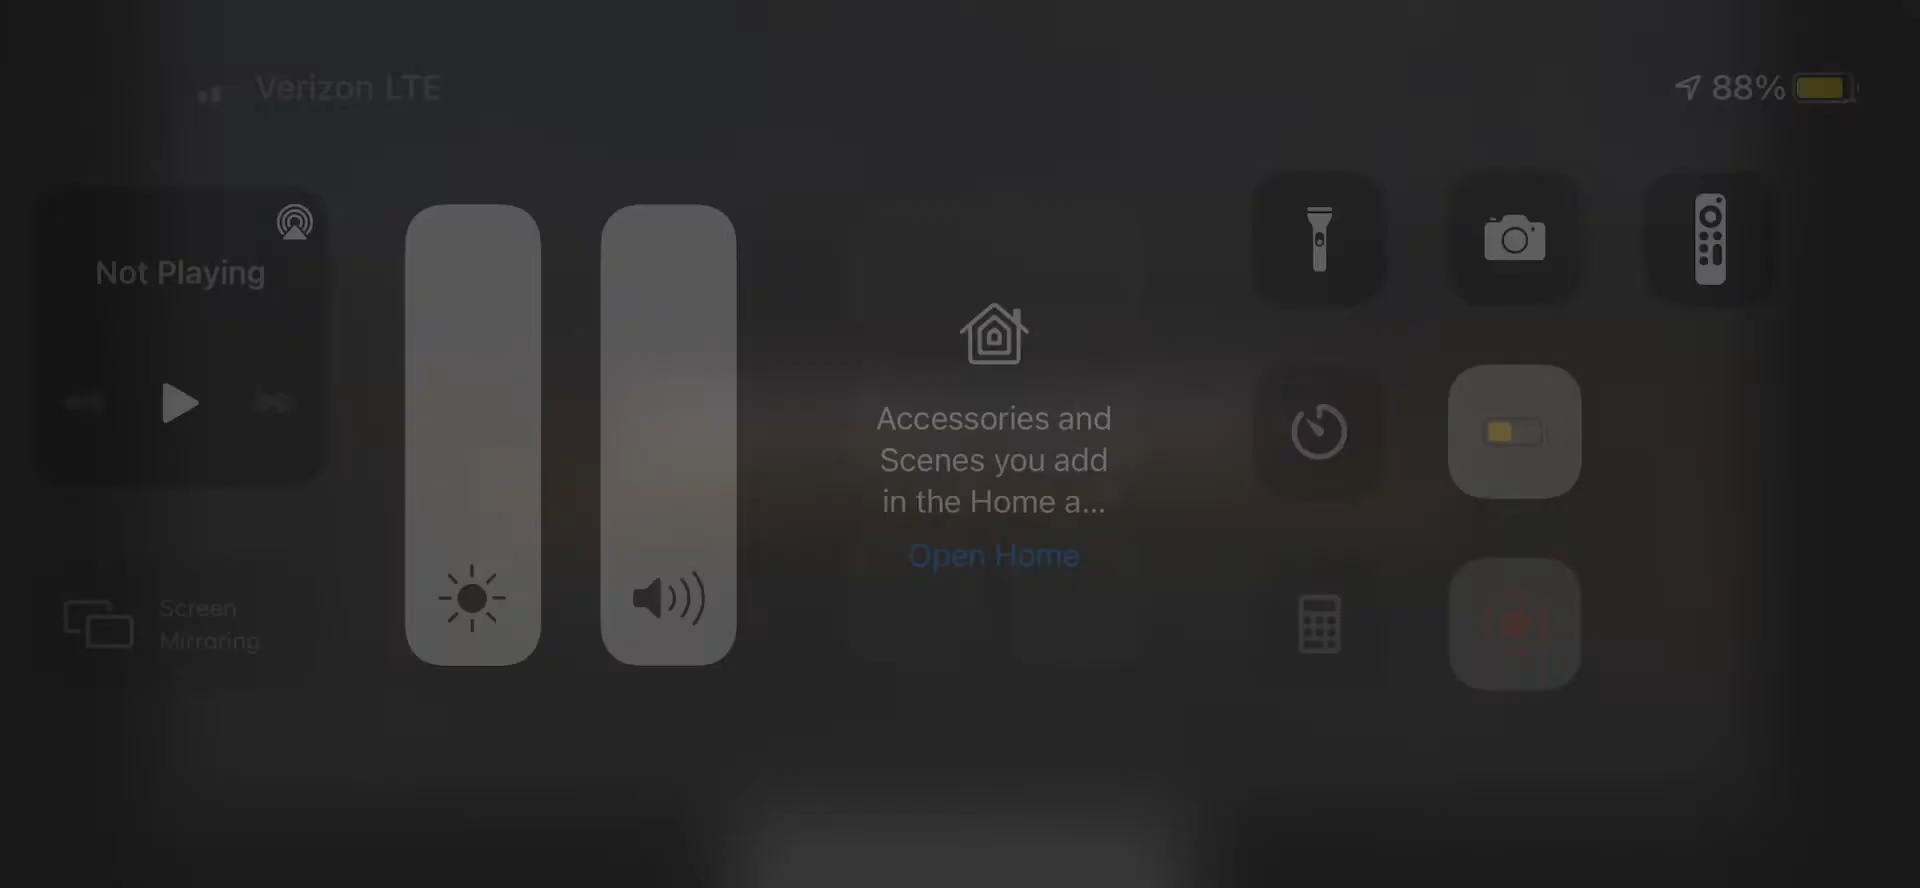 Verizon LTE
88%
Not Playing
Accessories and
Scenes you add
in the Home a...
Open Home
Screen
Mirroring